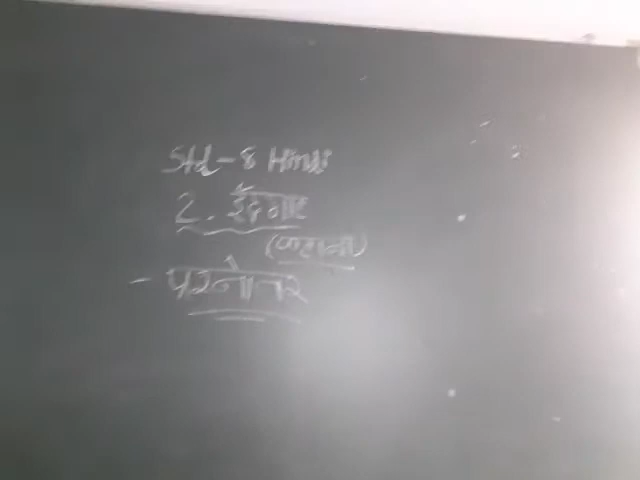 Std - 8 Hindi
2. ईदगाह
(कहानी)
- प्रश्नोत्तर